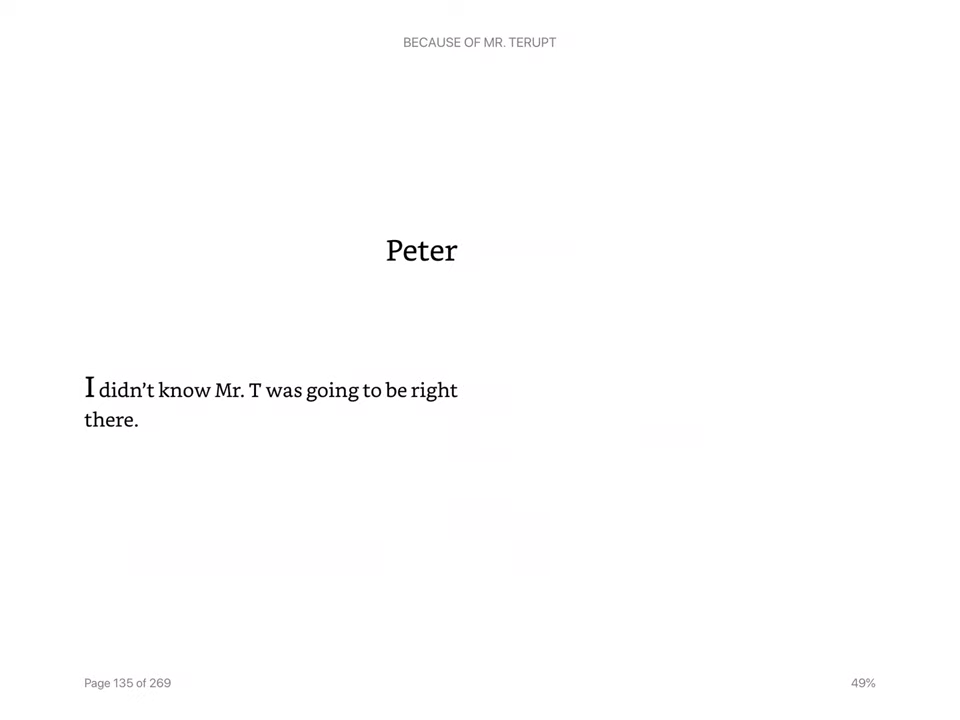 BECAUSE OF MR. TERUPT
Peter
I didn’t know Mr. T was going to be right
there.
Page 135 of 269
49%